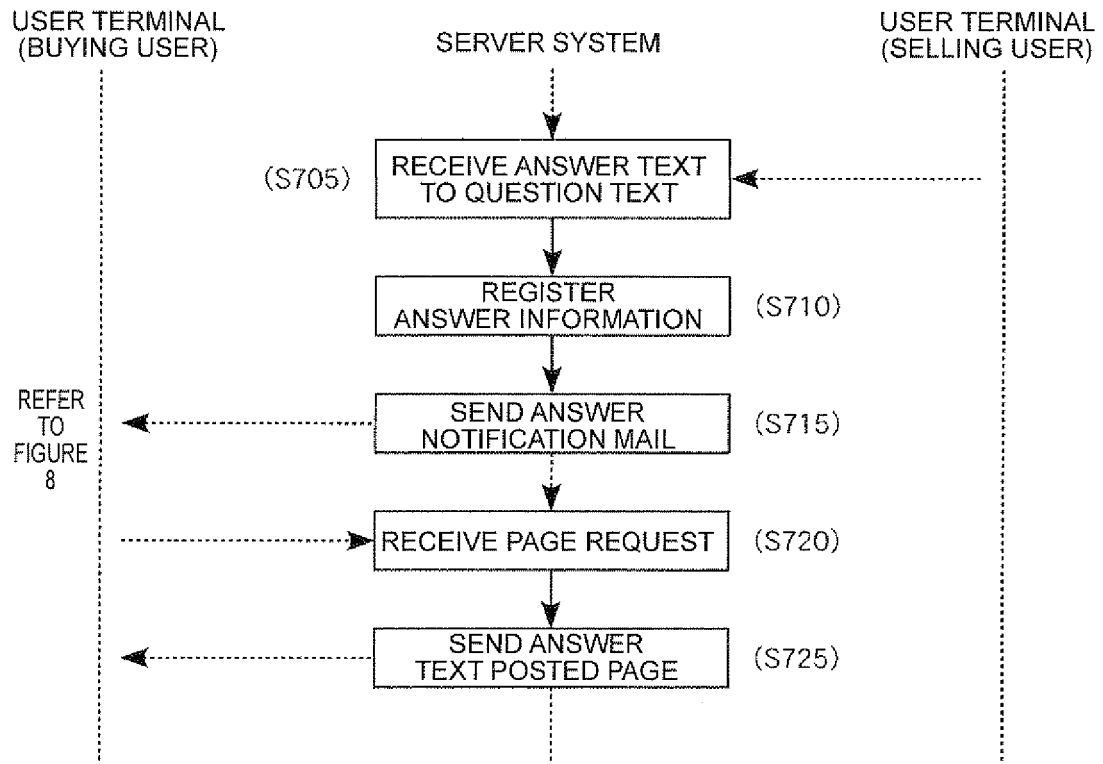 USER TERMINAL
(BUYING USER)
SERVER SYSTEM
USER TERMINAL
(SELLING USER)
(S705)
RECEIVE ANSWER TEXT
TO QUESTION TEXT
REGISTER
ANSWER INFORMATION
(S710)
REFER
TO
FIGURE
8
SEND ANSWER
NOTIFICATION MAIL
(S715)
RECEIVE PAGE REQUEST
(S720)
SEND ANSWER
TEXT POSTED PAGE
(S725)